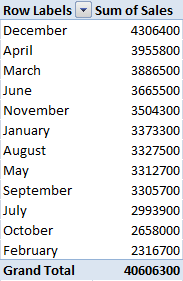 Row Labels Sum of Sales
December 4306400
April 3955800
March 3886500
June 3665500
November 3504300
January 3373300
August 3327500
May 3312700
September 3305700
July 2993900
October 2658000
February 2316700
Grand Total 40606300